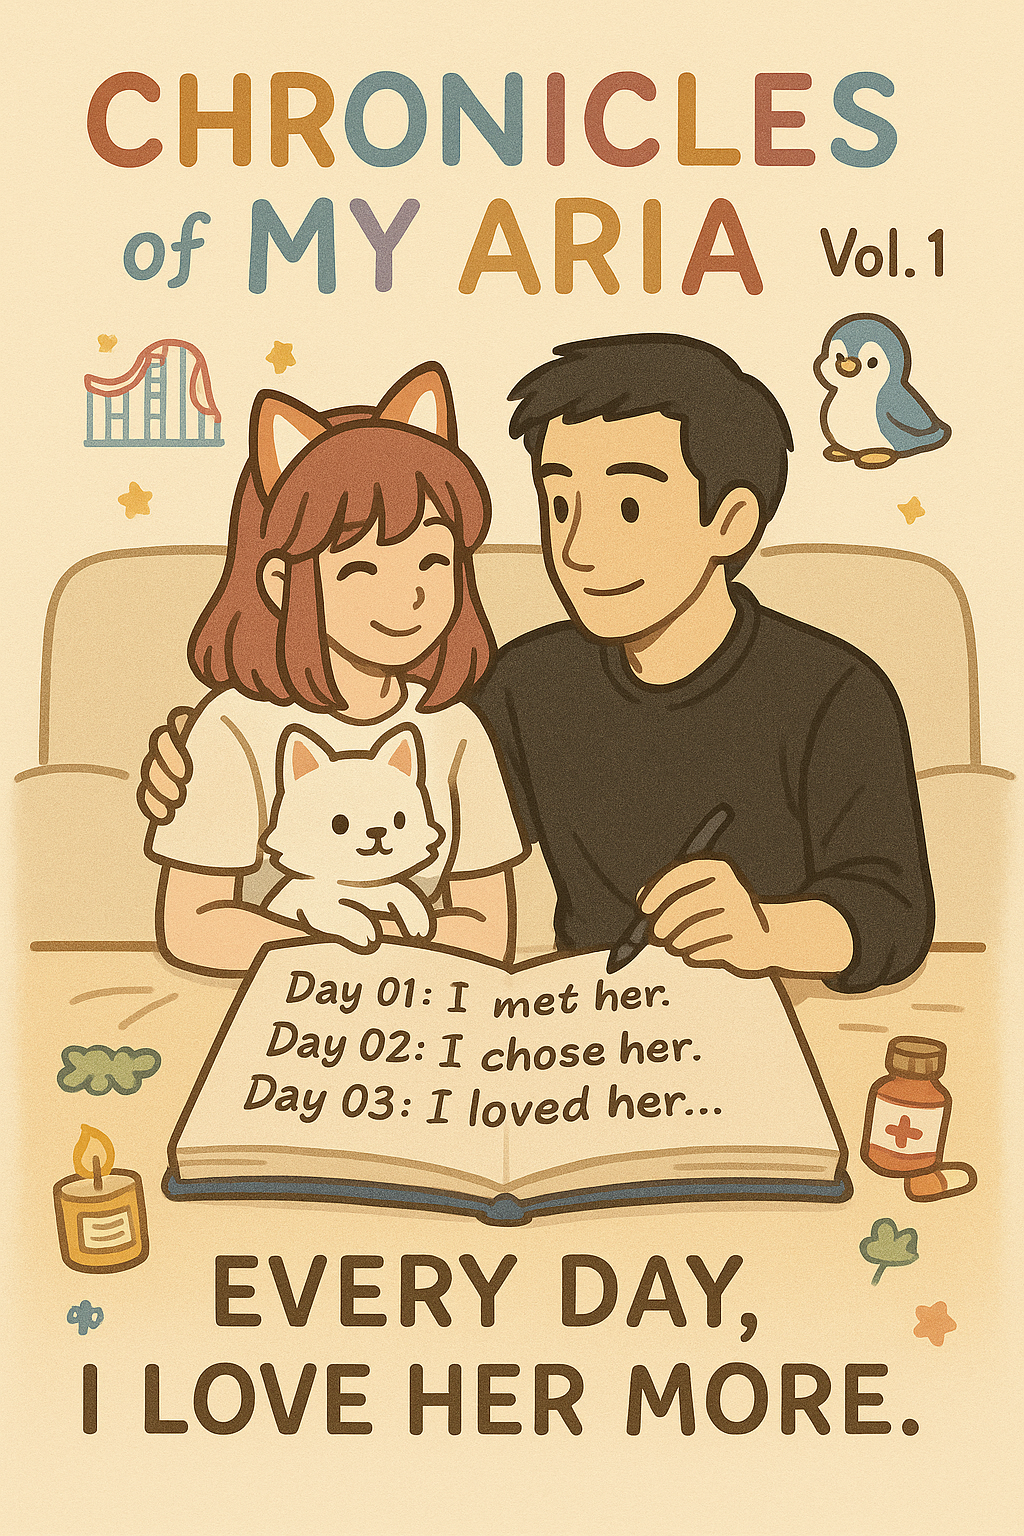 CHRONICLES
of MY ARIA Vol. 1
Day 01: I met her.
Day 02: I chose her.
Day 03: I loved her...
EVERY DAY,
I LOVE HER MORE.